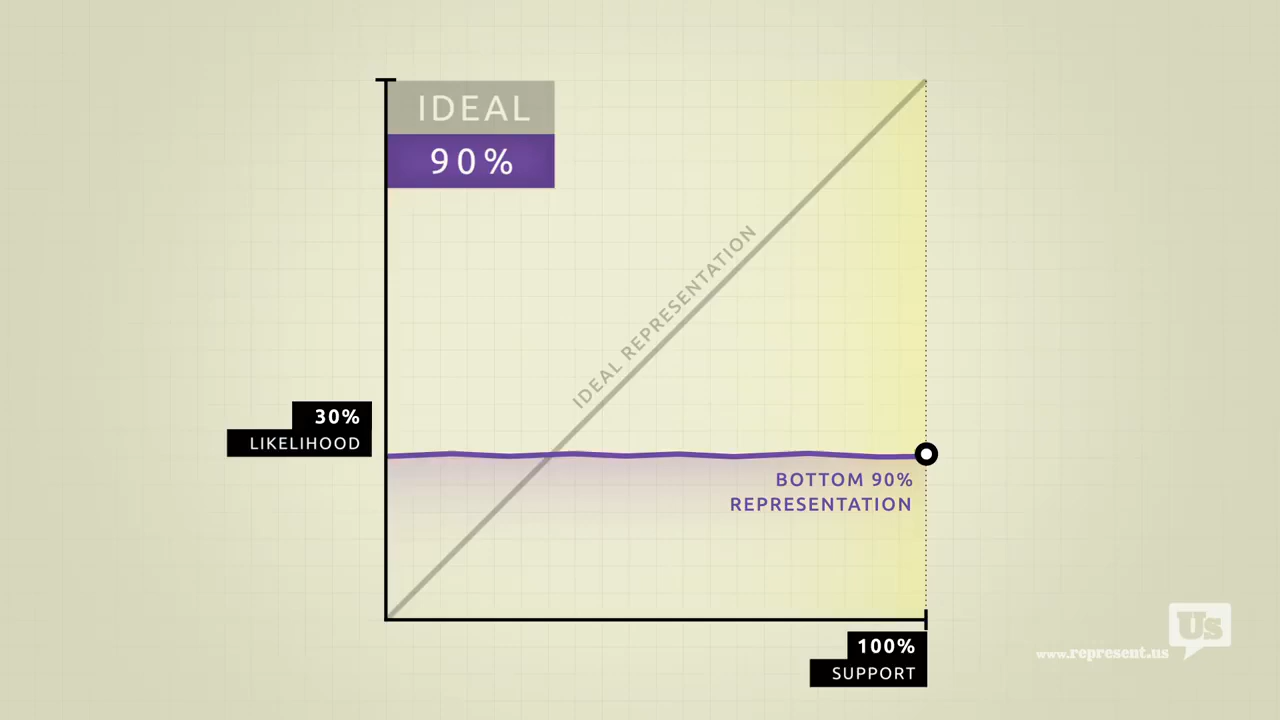 IDEAL
90%
IDEAL REPRESENTATION
30%
LIKELIHOOD
BOTTOM 90%
REPRESENTATION
100%
SUPPORT
Us
www.represent.us